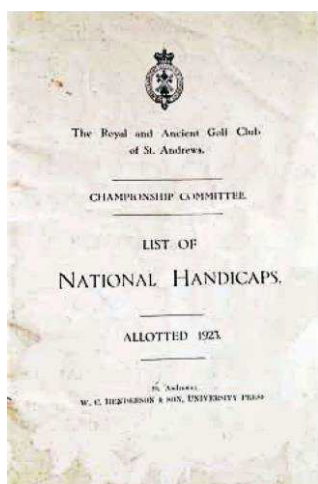 The Royal and Ancient Golf Club
of St. Andrews.
CHAMPIONSHIP COMMITTEE.
LIST OF
NATIONAL HANDICAPS.
ALLOTTED 1923.
St. Andrews:
W. C. HENDERSON & SON, UNIVERSITY PRESS